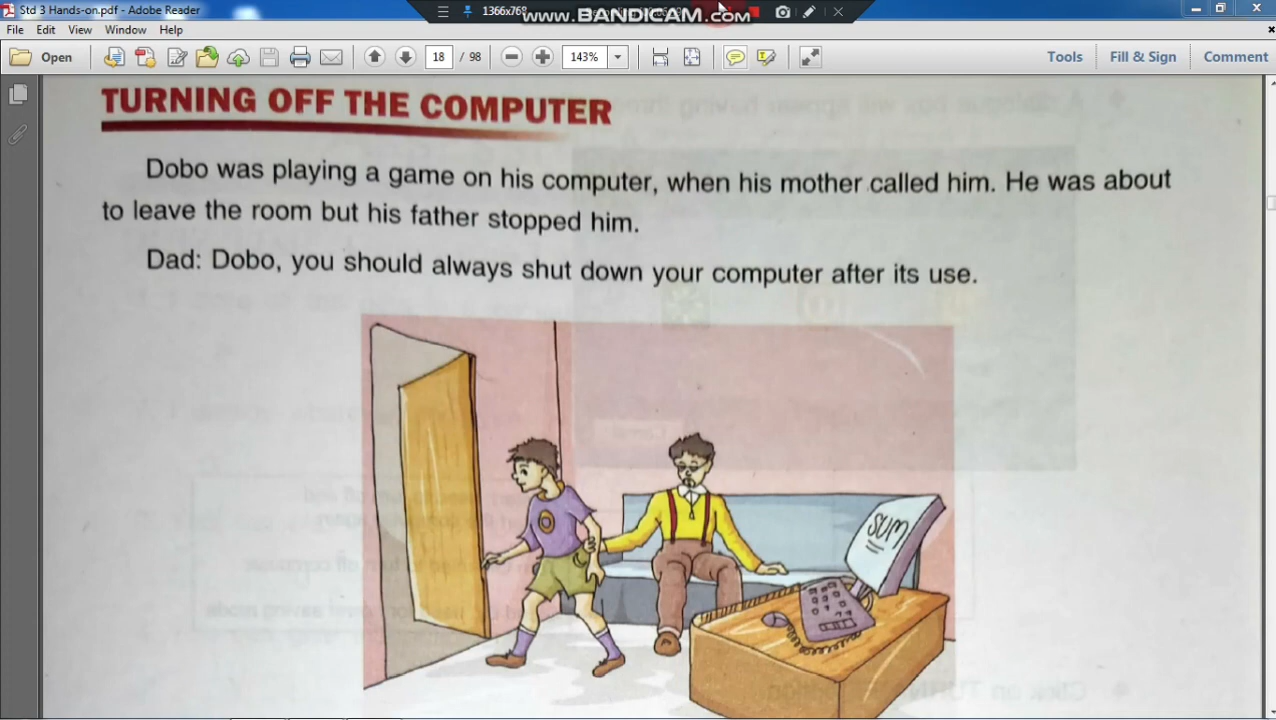 Std 3 Hands-on.pdf - Adobe Reader
1366x768
www.BANDICAM.com
File Edit View Window Help
Open 18 / 98 143% Tools Fill & Sign Comment
TURNING OFF THE COMPUTER
Dobo was playing a game on his computer, when his mother called him. He was about
to leave the room but his father stopped him.
Dad: Dobo, you should always shut down your computer after its use.
SUM